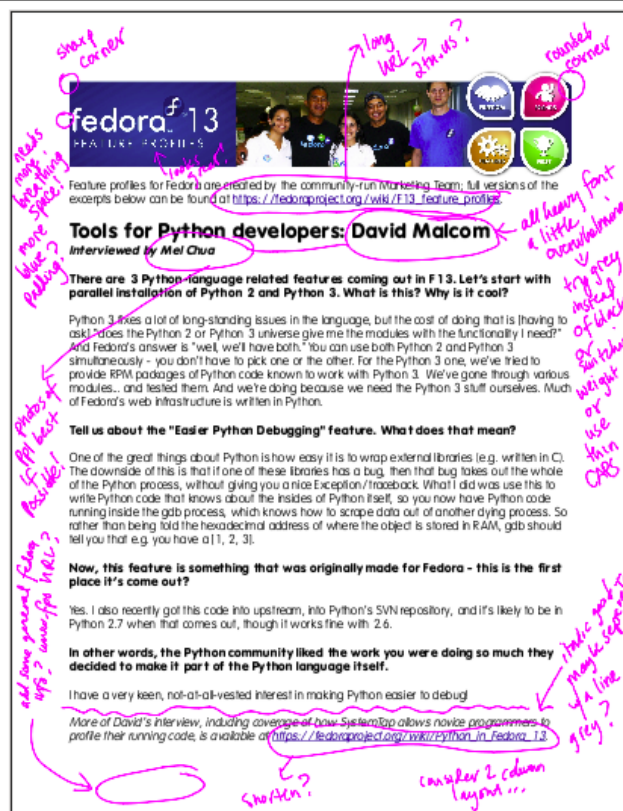 sharp
corner
long
URL →
2tn.us?
rounded
corner
fedora 13
FEATURE PROFILES
needs
more
breathing
space!
more
blue?
padding?
looks
great!
Feature profiles for Fedora are created by the community-run Marketing Team; full versions of the
excerpts below can be found at https://fedoraproject.org/wiki/F13_feature_profiles.
Tools for Python developers: David Malcom
Interviewed by Mel Chua
all heavy font
a little
overwhelming
try grey
instead
of black
or
switching
weight
or
use
thin
CAPS
There are 3 Python-language related features coming out in F13. Let's start with
parallel installation of Python 2 and Python 3. What is this? Why is it cool?
Python 3 fixes a lot of long-standing issues in the language, but the cost of doing that is [having to
ask] "does the Python 2 or Python 3 universe give me the modules with the functionality I need?"
And Fedora's answer is "well, we'll have both." You can use both Python 2 and Python 3
simultaneously - you don't have to pick one or the other. For the Python 3 one, we've tried to
provide RPM packages of Python code known to work with Python 3. We've gone through various
modules... and tested them. And we're doing because we need the Python 3 stuff ourselves. Much
of Fedora's web infrastructure is written in Python.
photos of
ppl best
if
possible!
Tell us about the "Easier Python Debugging" feature. What does that mean?
One of the great things about Python is how easy it is to wrap external libraries (e.g. written in C).
The downside of this is that if one of these libraries has a bug, then that bug takes out the whole
of the Python process, without giving you a nice Exception/traceback. What I did was use this to
write Python code that knows about the insides of Python itself, so you now have Python code
running inside the gdb process, which knows how to scrape data out of another dying process. So
rather than being told the hexadecimal address of where the object is stored in RAM, gdb should
tell you that e.g. you have a [1, 2, 3].
Now, this feature is something that was originally made for Fedora - this is the first
place it's come out?
Yes. I also recently got this code into upstream, into Python's SVN repository, and it's likely to be in
Python 2.7 when that comes out, though it works fine with 2.6.
In other words, the Python community liked the work you were doing so much they
decided to make it part of the Python language itself.
I have a very keen, not-at-all-vested interest in making Python easier to debug!
add some general fedora
info? URL?
italic good
maybe separate
w/a line
grey?
More of David's interview, including coverage of how SystemTap allows novice programmers to
profile their running code, is available at https://fedoraproject.org/wiki/Python_in_Fedora_13.
shorten?
consider 2 column
layout...